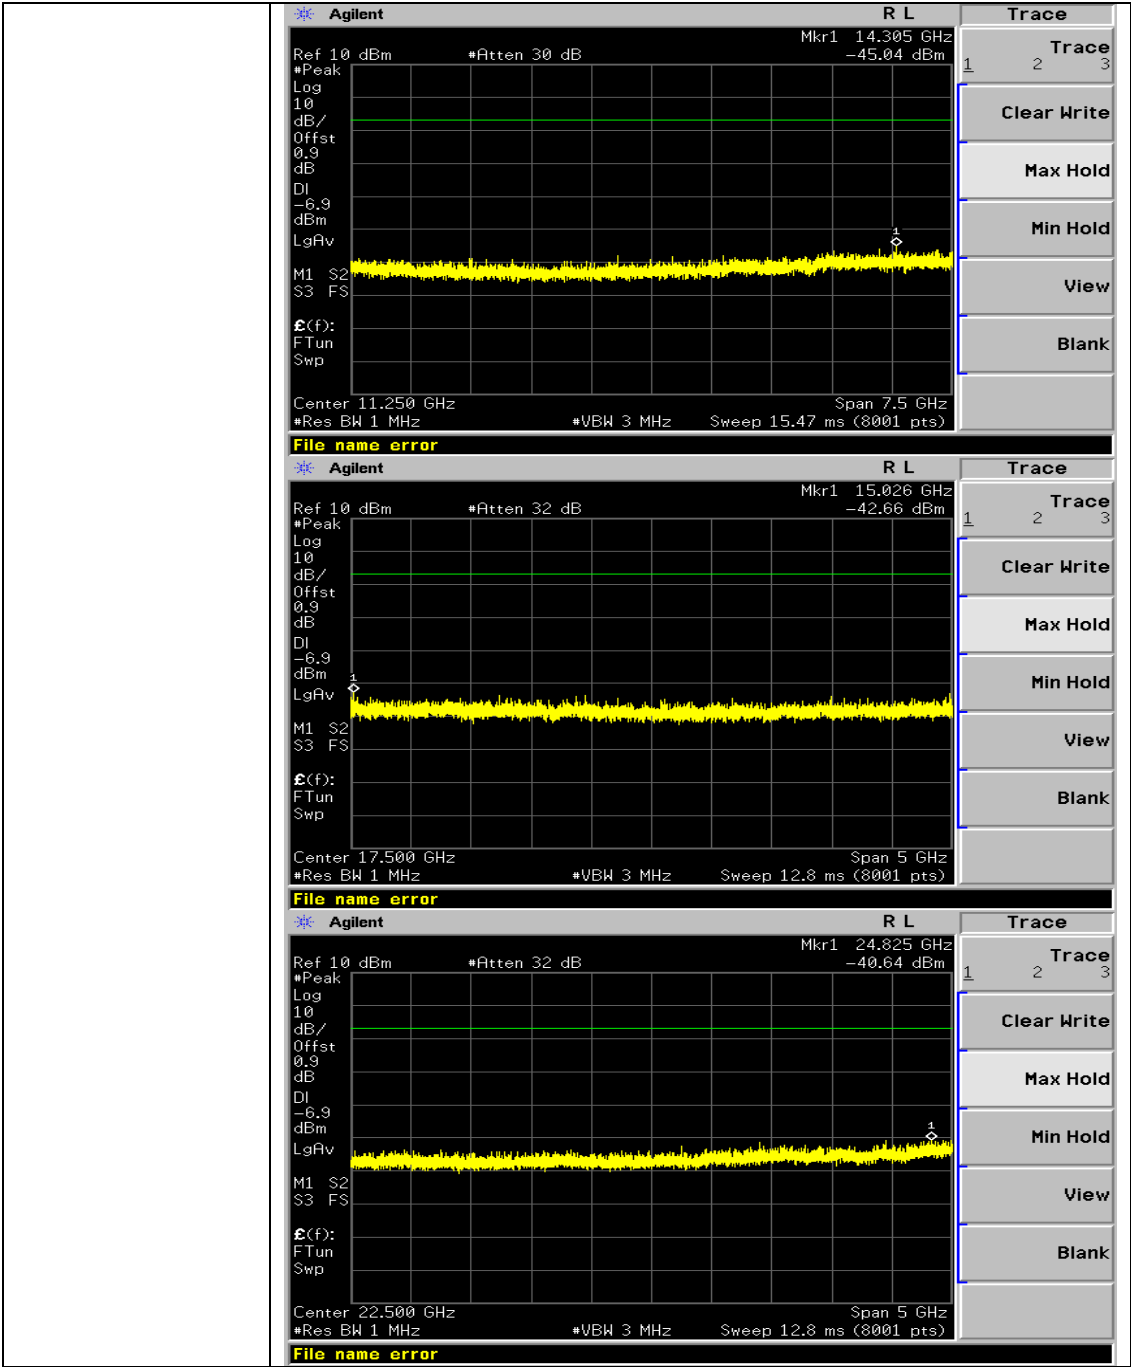 Agilent R L Trace
Mkr1 14.305 GHz
Ref 10 dBm #Atten 30 dB -45.04 dBm
#Peak
Log
10
dB/
Offst
0.9
dB
DI
-6.9
dBm
LgAv
M1 S2
S3 FS
£(f):
FTun
Swp
1
Center 11.250 GHz Span 7.5 GHz
#Res BW 1 MHz #VBW 3 MHz Sweep 15.47 ms (8001 pts)
File name error
Trace
1 2 3
Clear Write
Max Hold
Min Hold
View
Blank
Agilent R L Trace
Mkr1 15.026 GHz
Ref 10 dBm #Atten 32 dB -42.66 dBm
#Peak
Log
10
dB/
Offst
0.9
dB
DI
-6.9
dBm
1
LgAv
M1 S2
S3 FS
£(f):
FTun
Swp
Center 17.500 GHz Span 5 GHz
#Res BW 1 MHz #VBW 3 MHz Sweep 12.8 ms (8001 pts)
File name error
Trace
1 2 3
Clear Write
Max Hold
Min Hold
View
Blank
Agilent R L Trace
Mkr1 24.825 GHz
Ref 10 dBm #Atten 32 dB -40.64 dBm
#Peak
Log
10
dB/
Offst
0.9
dB
DI
-6.9
dBm
1
LgAv
M1 S2
S3 FS
£(f):
FTun
Swp
Center 22.500 GHz Span 5 GHz
#Res BW 1 MHz #VBW 3 MHz Sweep 12.8 ms (8001 pts)
File name error
Trace
1 2 3
Clear Write
Max Hold
Min Hold
View
Blank